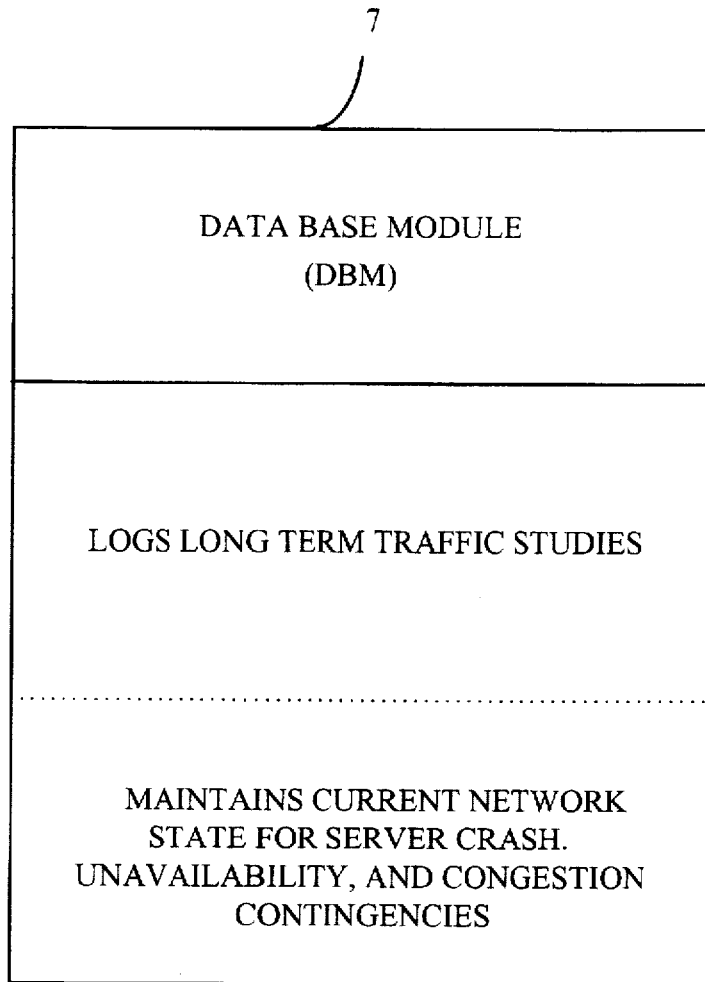 7
DATA BASE MODULE
(DBM)
LOGS LONG TERM TRAFFIC STUDIES
MAINTAINS CURRENT NETWORK
STATE FOR SERVER CRASH.
UNAVAILABILITY, AND CONGESTION
CONTINGENCIES